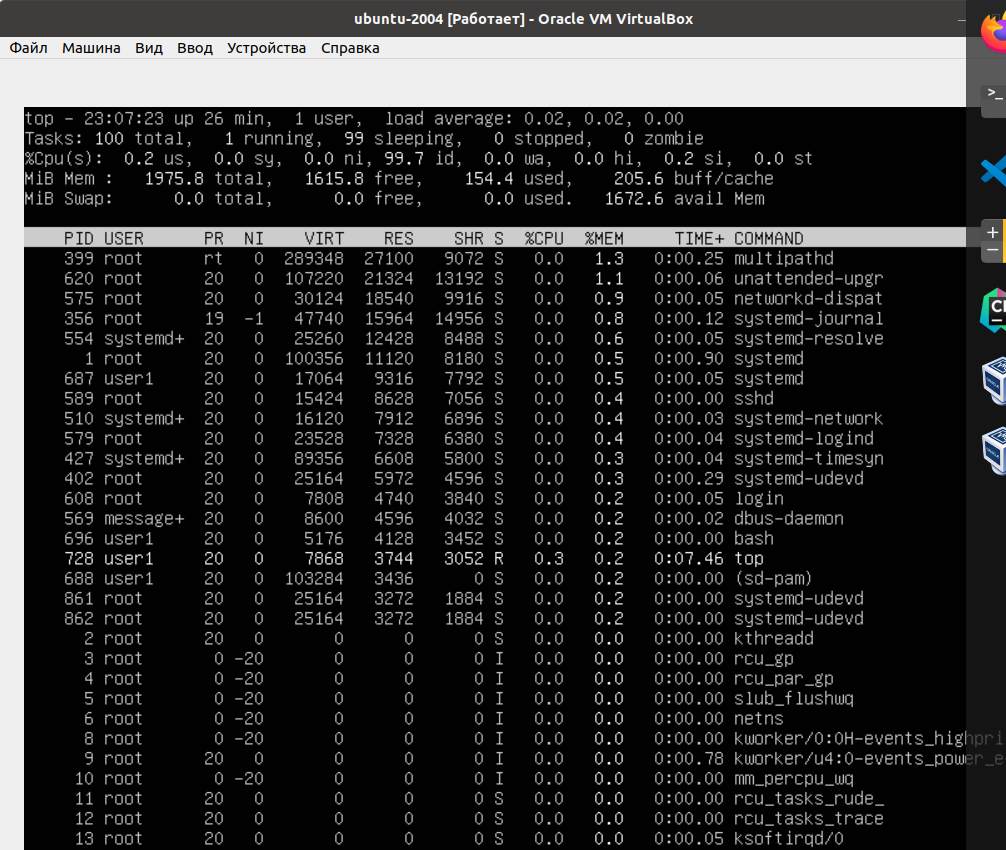 ubuntu-2004 [Работает] - Oracle VM VirtualBox
Файл Машина Вид Ввод Устройства Справка
top - 23:07:23 up 26 min, 1 user, load average: 0.02, 0.02, 0.00
Tasks: 100 total, 1 running, 99 sleeping, 0 stopped, 0 zombie
%Cpu(s): 0.2 us, 0.0 sy, 0.0 ni, 99.7 id, 0.0 wa, 0.0 hi, 0.2 si, 0.0 st
MiB Mem : 1975.8 total, 1615.8 free, 154.4 used, 205.6 buff/cache
MiB Swap: 0.0 total, 0.0 free, 0.0 used. 1672.6 avail Mem
PID USER PR NI VIRT RES SHR S %CPU %MEM TIME+ COMMAND
399 root rt 0 289348 27100 9072 S 0.0 1.3 0:00.25 multipathd
620 root 20 0 107220 21324 13192 S 0.0 1.1 0:00.06 unattended-upgr
575 root 20 0 30124 18540 9916 S 0.0 0.9 0:00.05 networkd-dispat
356 root 19 -1 47740 15964 14956 S 0.0 0.8 0:00.12 systemd-journal
554 systemd+ 20 0 25260 12428 8488 S 0.0 0.6 0:00.05 systemd-resolve
1 root 20 0 100356 11120 8180 S 0.0 0.5 0:00.90 systemd
687 user1 20 0 17064 9316 7792 S 0.0 0.5 0:00.05 systemd
589 root 20 0 15424 8628 7056 S 0.0 0.4 0:00.00 sshd
510 systemd+ 20 0 16120 7912 6896 S 0.0 0.4 0:00.03 systemd-network
579 root 20 0 23528 7328 6380 S 0.0 0.4 0:00.04 systemd-logind
427 systemd+ 20 0 89356 6608 5800 S 0.0 0.3 0:00.04 systemd-timesyn
402 root 20 0 25164 5972 4596 S 0.0 0.3 0:00.29 systemd-udevd
608 root 20 0 7808 4740 3840 S 0.0 0.2 0:00.05 login
569 message+ 20 0 8600 4596 4032 S 0.0 0.2 0:00.02 dbus-daemon
696 user1 20 0 5176 4128 3452 S 0.0 0.2 0:00.00 bash
728 user1 20 0 7868 3744 3052 R 0.3 0.2 0:07.46 top
688 user1 20 0 103284 3436 0 S 0.0 0.2 0:00.00 (sd-pam)
861 root 20 0 25164 3272 1884 S 0.0 0.2 0:00.00 systemd-udevd
862 root 20 0 25164 3272 1884 S 0.0 0.2 0:00.00 systemd-udevd
2 root 20 0 0 0 0 S 0.0 0.0 0:00.00 kthreadd
3 root 0 -20 0 0 0 I 0.0 0.0 0:00.00 rcu_gp
4 root 0 -20 0 0 0 I 0.0 0.0 0:00.00 rcu_par_gp
5 root 0 -20 0 0 0 I 0.0 0.0 0:00.00 slub_flushwq
6 root 0 -20 0 0 0 I 0.0 0.0 0:00.00 netns
8 root 0 -20 0 0 0 I 0.0 0.0 0:00.00 kworker/0:0H-events_highpri
9 root 20 0 0 0 0 I 0.0 0.0 0:00.78 kworker/u4:0-events_power_e
10 root 0 -20 0 0 0 I 0.0 0.0 0:00.00 mm_percpu_wq
11 root 20 0 0 0 0 S 0.0 0.0 0:00.00 rcu_tasks_rude_
12 root 20 0 0 0 0 S 0.0 0.0 0:00.00 rcu_tasks_trace
13 root 20 0 0 0 0 S 0.0 0.0 0:00.05 ksoftirqd/0